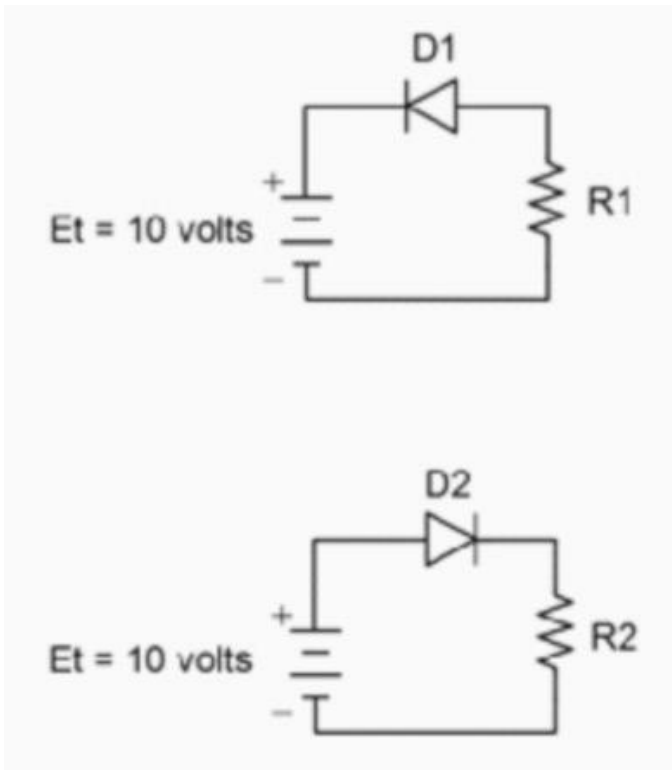 D1
+
Et = 10 volts
R1
−
D2
+
Et = 10 volts
R2
−